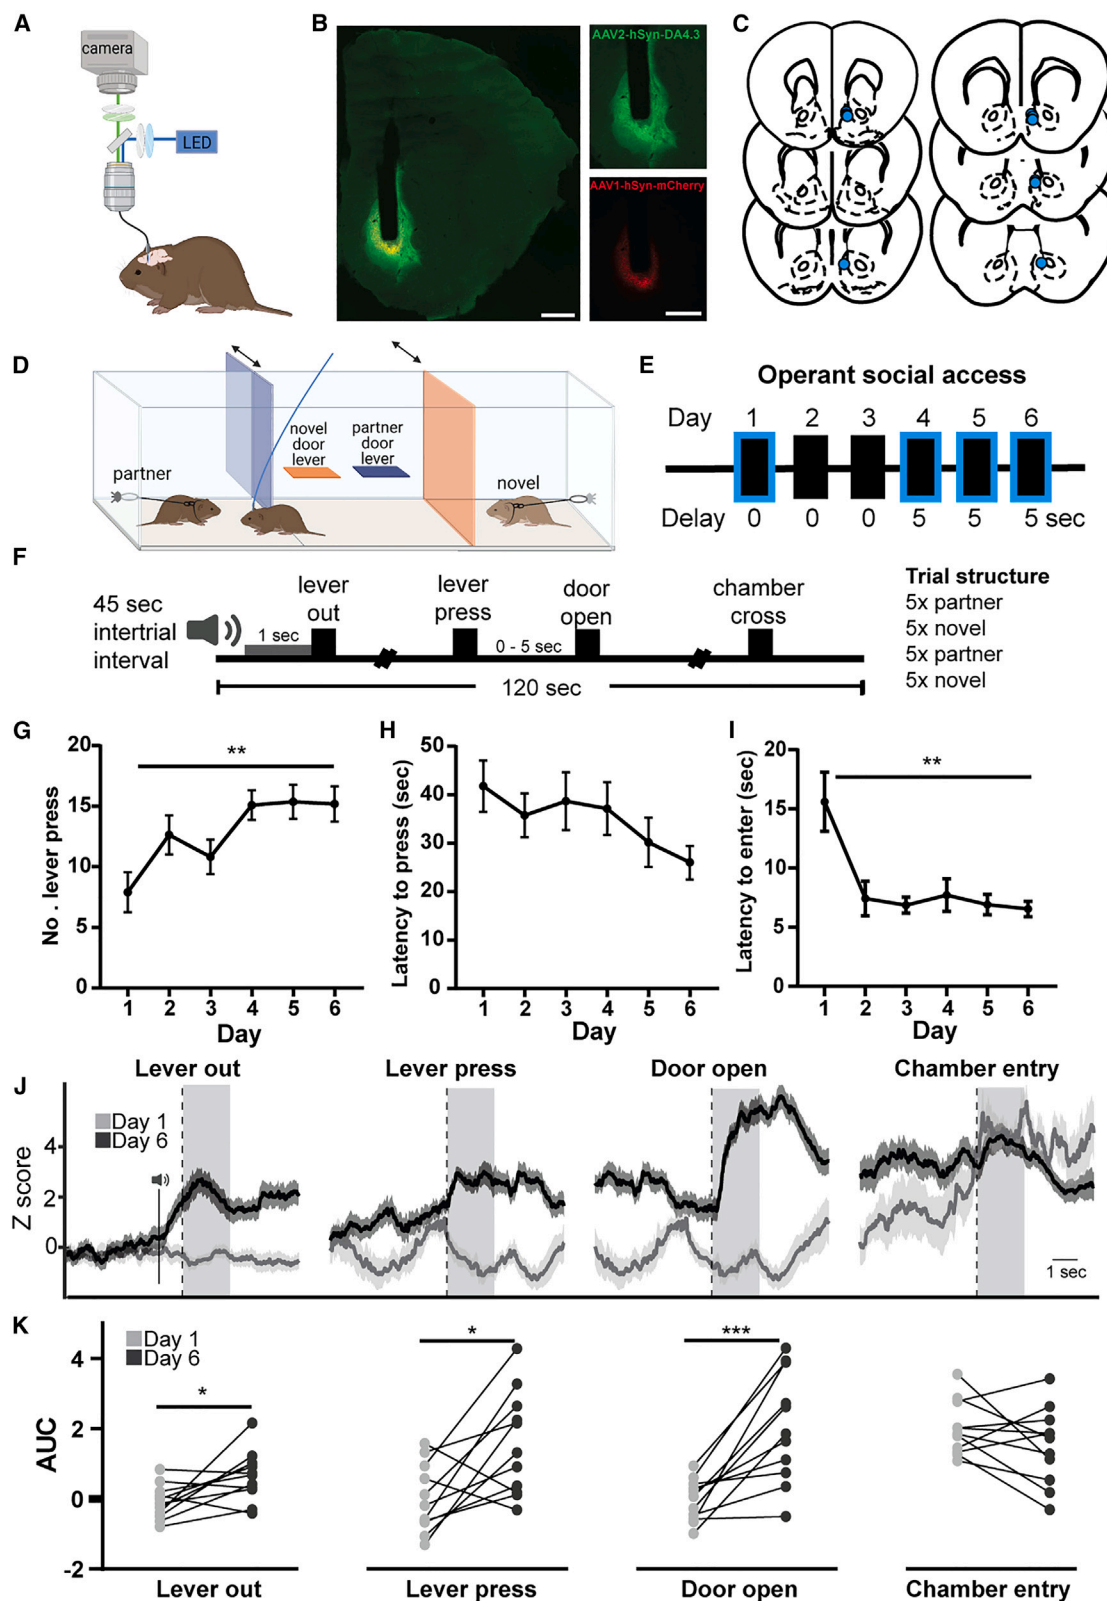 A
camera
LED
B
AAV2-hSyn-DA4.3
AAV1-hSyn-mCherry
C
D
partner
novel
door
lever
partner
door
lever
novel
E
Operant social access
Day 1 2 3 4 5 6
Delay 0 0 0 5 5 5 sec
F
45 sec
intertrial
interval
1 sec
lever
out
lever
press
0 - 5 sec
door
open
chamber
cross
120 sec
Trial structure
5x partner
5x novel
5x partner
5x novel
G
No . lever press
20
15
10
5
0
**
1 2 3 4 5 6
Day
H
Latency to press (sec)
50
40
30
20
10
0
1 2 3 4 5 6
Day
I
Latency to enter (sec)
20
15
10
5
0
**
1 2 3 4 5 6
Day
J
Lever out
Lever press
Door open
Chamber entry
Day 1
Day 6
Z score
4
2
0
1 sec
K
Day 1
Day 6
AUC
4
2
0
-2
*
*
***
Lever out
Lever press
Door open
Chamber entry